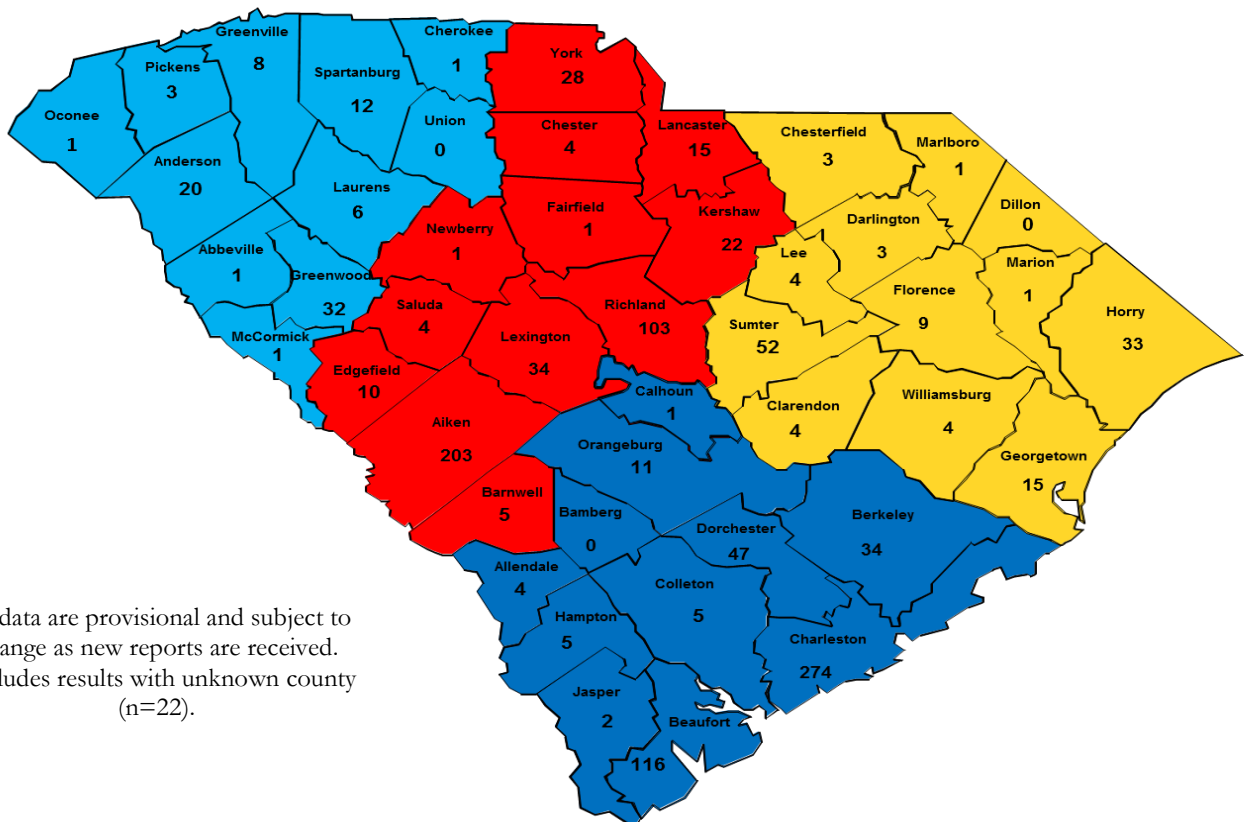 Greenville
8
Cherokee
1
Pickens
3
Spartanburg
12
York
28
Oconee
1
Union
0
Chester
4
Lancaster
15
Chesterfield
3
Marlboro
1
Anderson
20
Laurens
6
Fairfield
1
Kershaw
22
Darlington
3
Dillon
0
Abbeville
1
Newberry
1
Lee
4
Marion
1
Greenwood
32
Saluda
4
Richland
103
Florence
9
Horry
33
McCormick
1
Lexington
34
Sumter
52
Edgefield
10
Calhoun
1
Clarendon
4
Williamsburg
4
Aiken
203
Orangeburg
11
Georgetown
15
Barnwell
5
Bamberg
0
Dorchester
47
Berkeley
34
Allendale
4
Colleton
5
Hampton
5
Charleston
274
Jasper
2
Beaufort
116
data are provisional and subject to
ange as new reports are received.
ludes results with unknown county
(n=22).